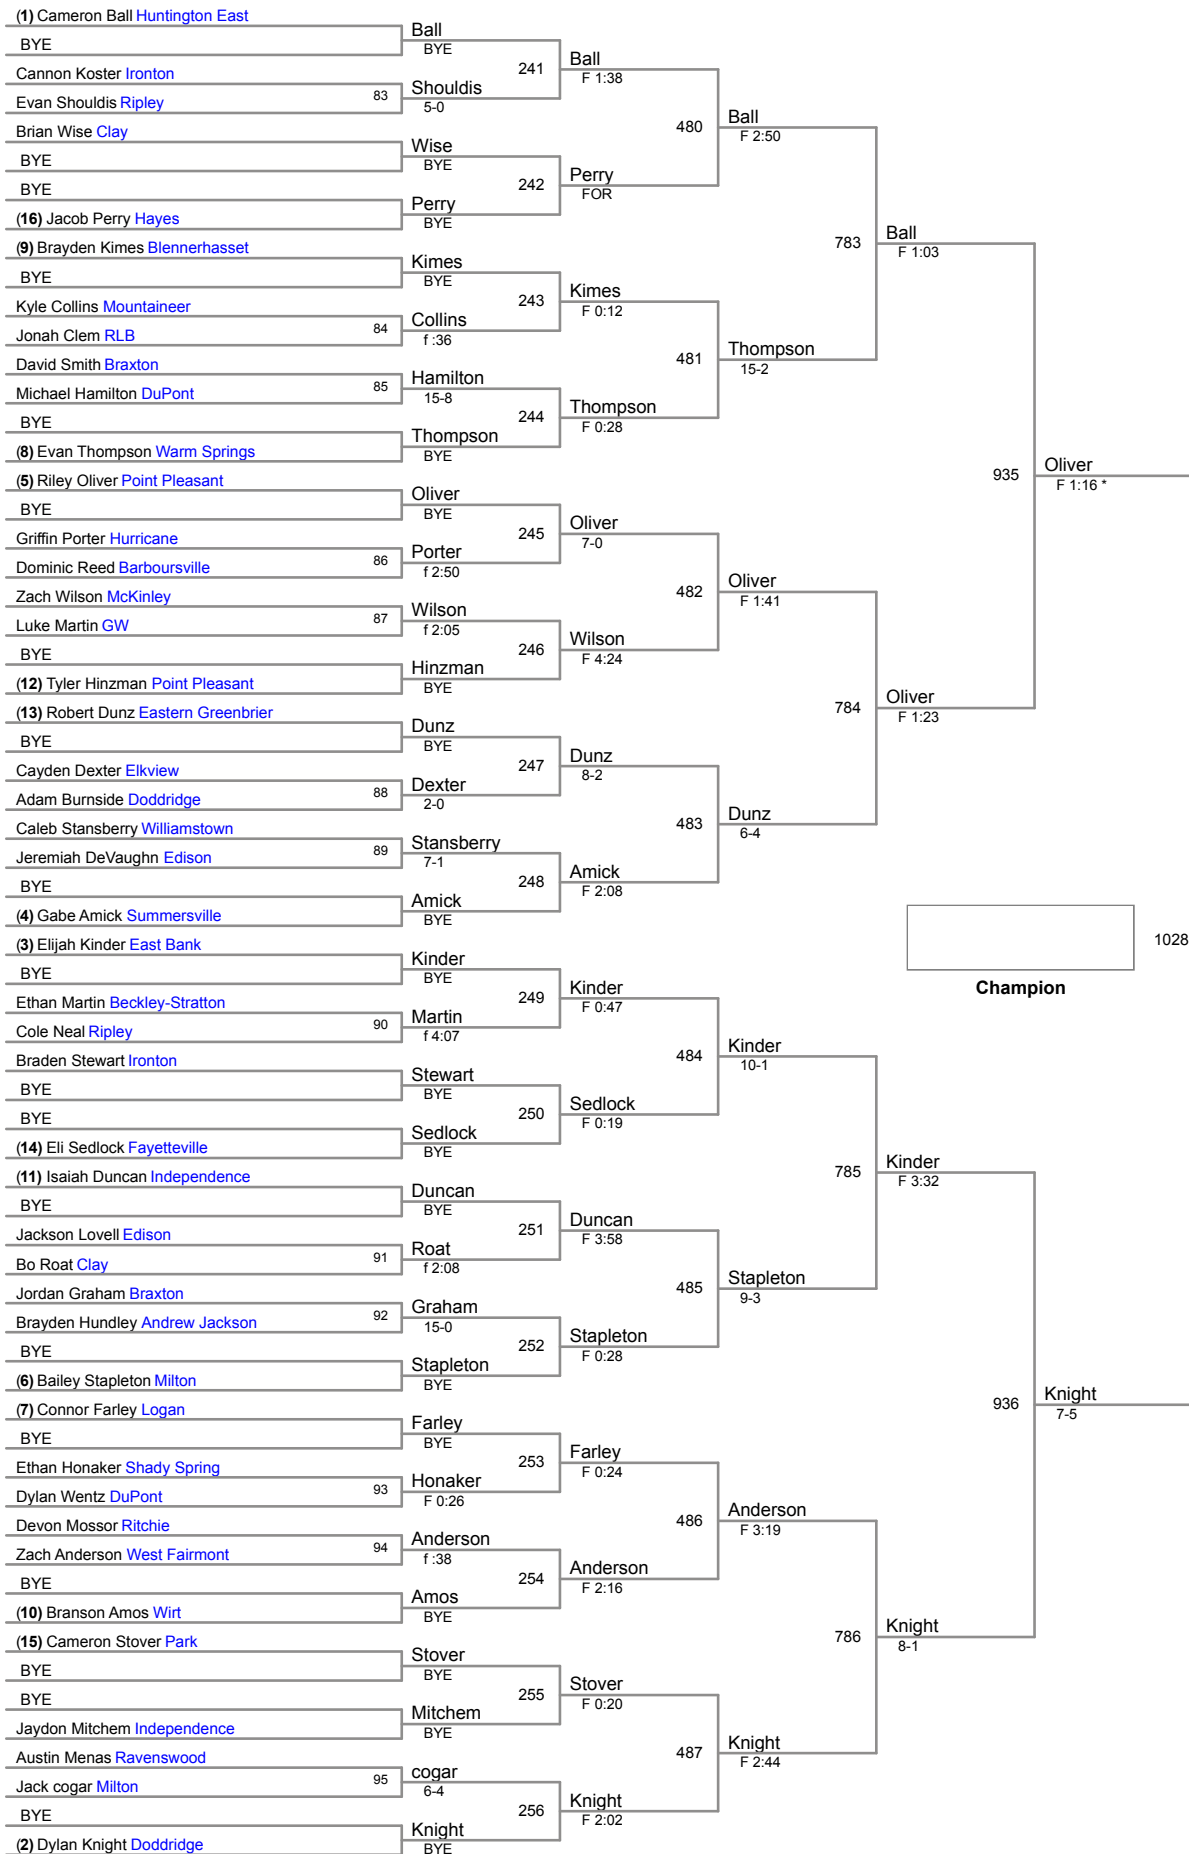 (1) Cameron Ball Huntington East
BYE
Cannon Koster Ironton
Evan Shouldis Ripley
Brian Wise Clay
BYE
BYE
(16) Jacob Perry Hayes
(9) Brayden Kimes Blennerhasset
BYE
Kyle Collins Mountaineer
Jonah Clem RLB
David Smith Braxton
Michael Hamilton DuPont
BYE
(8) Evan Thompson Warm Springs
(5) Riley Oliver Point Pleasant
BYE
Griffin Porter Hurricane
Dominic Reed Barboursville
Zach Wilson McKinley
Luke Martin GW
BYE
(12) Tyler Hinzman Point Pleasant
(13) Robert Dunz Eastern Greenbrier
BYE
Cayden Dexter Elkview
Adam Burnside Doddridge
Caleb Stansberry Williamstown
Jeremiah DeVaughn Edison
BYE
(4) Gabe Amick Summersville
(3) Elijah Kinder East Bank
BYE
Ethan Martin Beckley-Stratton
Cole Neal Ripley
Braden Stewart Ironton
BYE
BYE
(14) Eli Sedlock Fayetteville
(11) Isaiah Duncan Independence
BYE
Jackson Lovell Edison
Bo Roat Clay
Jordan Graham Braxton
Brayden Hundley Andrew Jackson
BYE
(6) Bailey Stapleton Milton
(7) Connor Farley Logan
BYE
Ethan Honaker Shady Spring
Dylan Wentz DuPont
Devon Mossor Ritchie
Zach Anderson West Fairmont
BYE
(10) Branson Amos Wirt
(15) Cameron Stover Park
BYE
BYE
Jaydon Mitchem Independence
Austin Menas Ravenswood
Jack cogar Milton
BYE
(2) Dylan Knight Doddridge
83
84
85
86
87
88
89
90
91
92
93
94
95
Ball
BYE
Shouldis
5-0
Wise
BYE
Perry
BYE
Kimes
BYE
Collins
f :36
Hamilton
15-8
Thompson
BYE
Oliver
BYE
Porter
f 2:50
Wilson
f 2:05
Hinzman
BYE
Dunz
BYE
Dexter
2-0
Stansberry
7-1
Amick
BYE
Kinder
BYE
Martin
f 4:07
Stewart
BYE
Sedlock
BYE
Duncan
BYE
Roat
f 2:08
Graham
15-0
Stapleton
BYE
Farley
BYE
Honaker
F 0:26
Anderson
f :38
Amos
BYE
Stover
BYE
Mitchem
BYE
cogar
6-4
Knight
BYE
241
242
243
244
245
246
247
248
249
250
251
252
253
254
255
256
Ball
F 1:38
Perry
FOR
Kimes
F 0:12
Thompson
F 0:28
Oliver
7-0
Wilson
F 4:24
Dunz
8-2
Amick
F 2:08
Kinder
F 0:47
Sedlock
F 0:19
Duncan
F 3:58
Stapleton
F 0:28
Farley
F 0:24
Anderson
F 2:16
Stover
F 0:20
Knight
F 2:02
480
481
482
483
484
485
486
487
Ball
F 2:50
Thompson
15-2
Oliver
F 1:41
Dunz
6-4
Kinder
10-1
Stapleton
9-3
Anderson
F 3:19
Knight
F 2:44
783
784
785
786
Ball
F 1:03
Oliver
F 1:23
Kinder
F 3:32
Knight
8-1
935
936
Oliver
F 1:16 *
Knight
7-5
1028
Champion